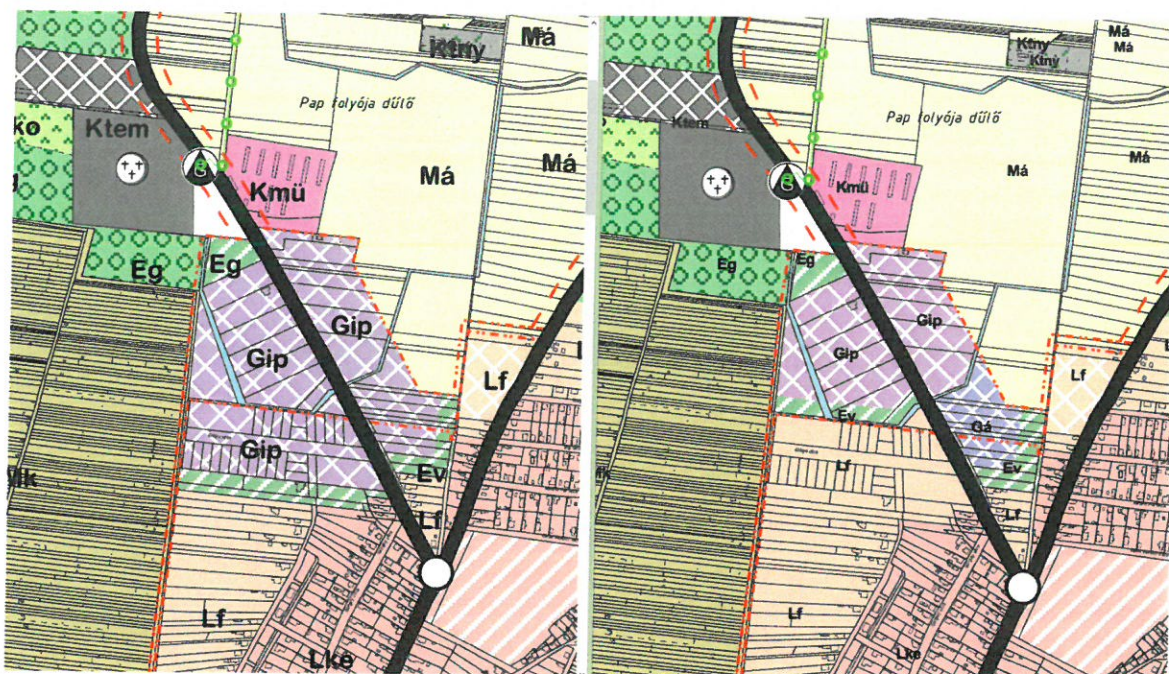 Ktny
Má
Pap folyója dűlő
kö
Ktem
Má
Kmü
Má
Eg
Eg
Gip
Gip
Lf
Gip
Ev
Mk
Lf
Lf
Lke
Má
Ktny
Má
Ktny
Pap folyója dűlő
Ktem
Má
Kmü
Má
Eg
Eg
Gip
Gip
Lf
Ev
Gá
Lf
Ev
Lf
Lf
Lke